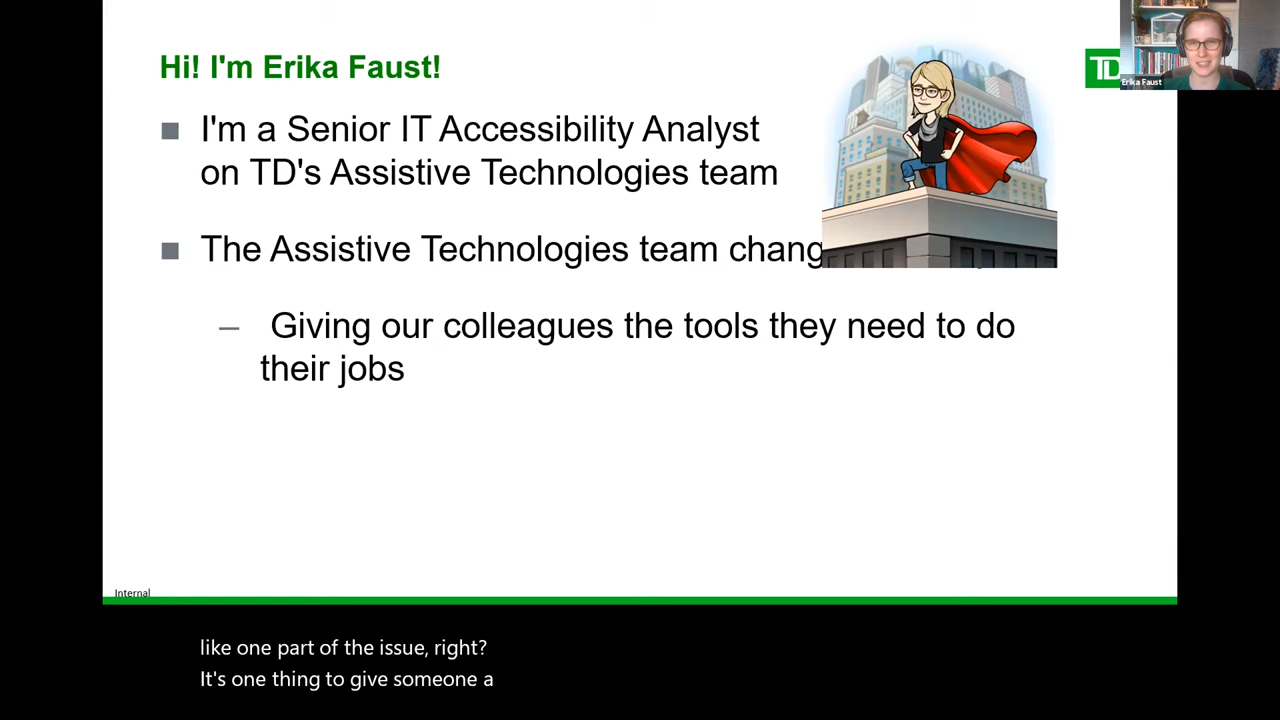 Hi! I'm Erika Faust!
TD
Erika Faust
I'm a Senior IT Accessibility Analyst
on TD's Assistive Technologies team
The Assistive Technologies team chang
Giving our colleagues the tools they need to do
their jobs
Internal
like one part of the issue, right?
It's one thing to give someone a